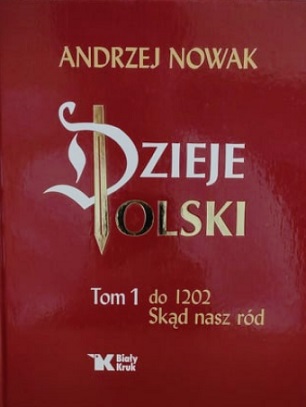 ANDRZEJ NOWAK
DZIEJE
POLSKI
Tom 1 do 1202
Skąd nasz ród
Biały
Kruk